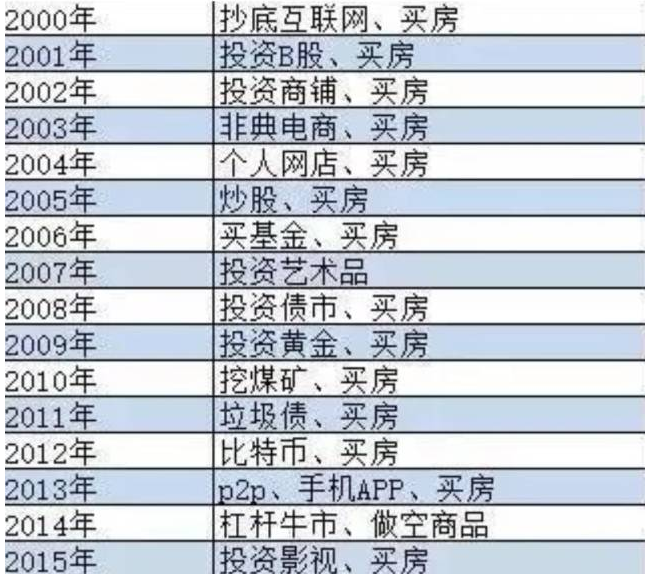 2000年 抄底互联网、买房
2001年 投资B股、买房
2002年 投资商铺、买房
2003年 非典电商、买房
2004年 个人网店、买房
2005年 炒股、买房
2006年 买基金、买房
2007年 投资艺术品
2008年 投资债市、买房
2009年 投资黄金、买房
2010年 挖煤矿、买房
2011年 垃圾债、买房
2012年 比特币、买房
2013年 p2p、手机APP、买房
2014年 杠杆牛市、做空商品
2015年 投资影视、买房